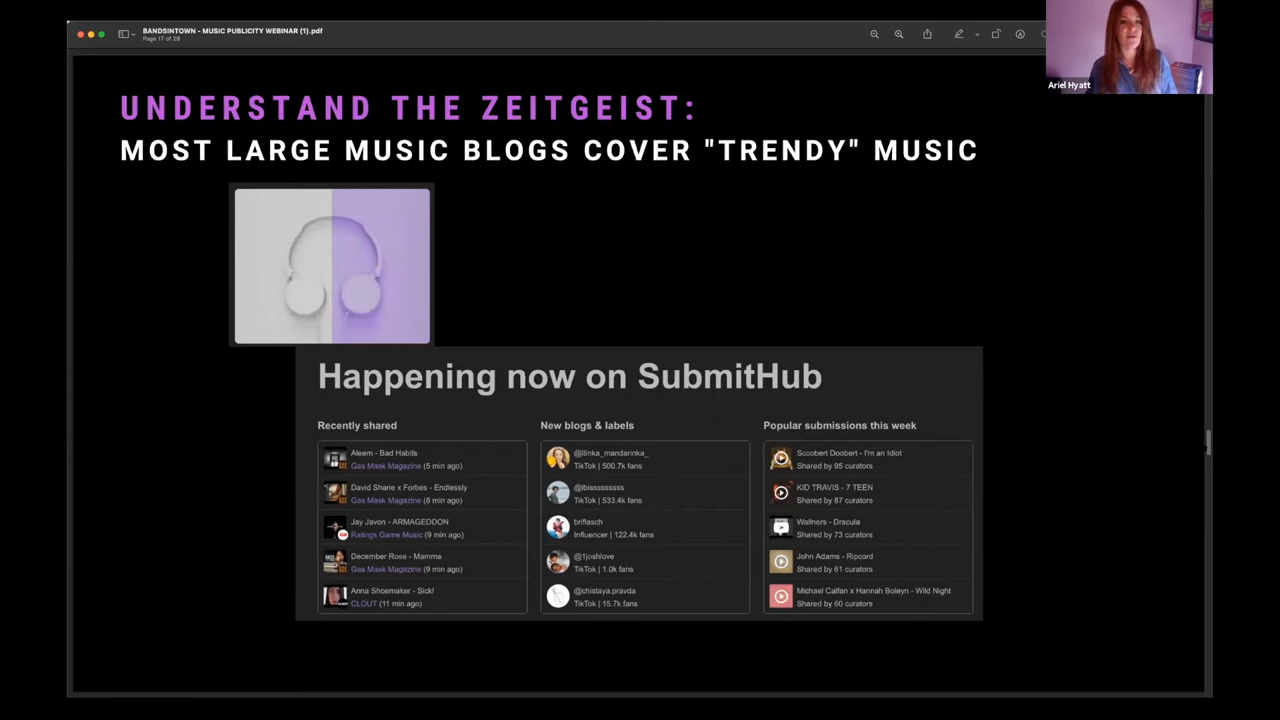 BANDSINTOWN - MUSIC PUBLICITY WEBINAR (1).pdf
Page 17 of 29
Ariel Hyatt
UNDERSTAND THE ZEITGEIST:
MOST LARGE MUSIC BLOGS COVER "TRENDY" MUSIC
Happening now on SubmitHub
Recently shared
Aleem - Bad Habits
Gas Mask Magazine (5 min ago)
David Shane x Forbes - Endlessly
Gas Mask Magazine (8 min ago)
Jay Javon - ARMAGEDDON
Ratings Game Music (9 min ago)
December Rose - Mamma
Gas Mask Magazine (9 min ago)
Anna Shoemaker - Sick!
CLOUT (11 min ago)
New blogs & labels
@llinka_mandarinka_
TikTok | 500.7k fans
@ibisssssssss
TikTok | 533.4k fans
briflasch
Influencer | 122.4k fans
@1joshlove
TikTok | 1.0k fans
@chistaya.pravda
TikTok | 15.7k fans
Popular submissions this week
Scoobert Doobert - I'm an Idiot
Shared by 95 curators
KID TRAVIS - 7 TEEN
Shared by 87 curators
Wallners - Dracula
Shared by 73 curators
John Adams - Ripcord
Shared by 61 curators
Michael Calfan x Hannah Boleyn - Wild Night
Shared by 60 curators